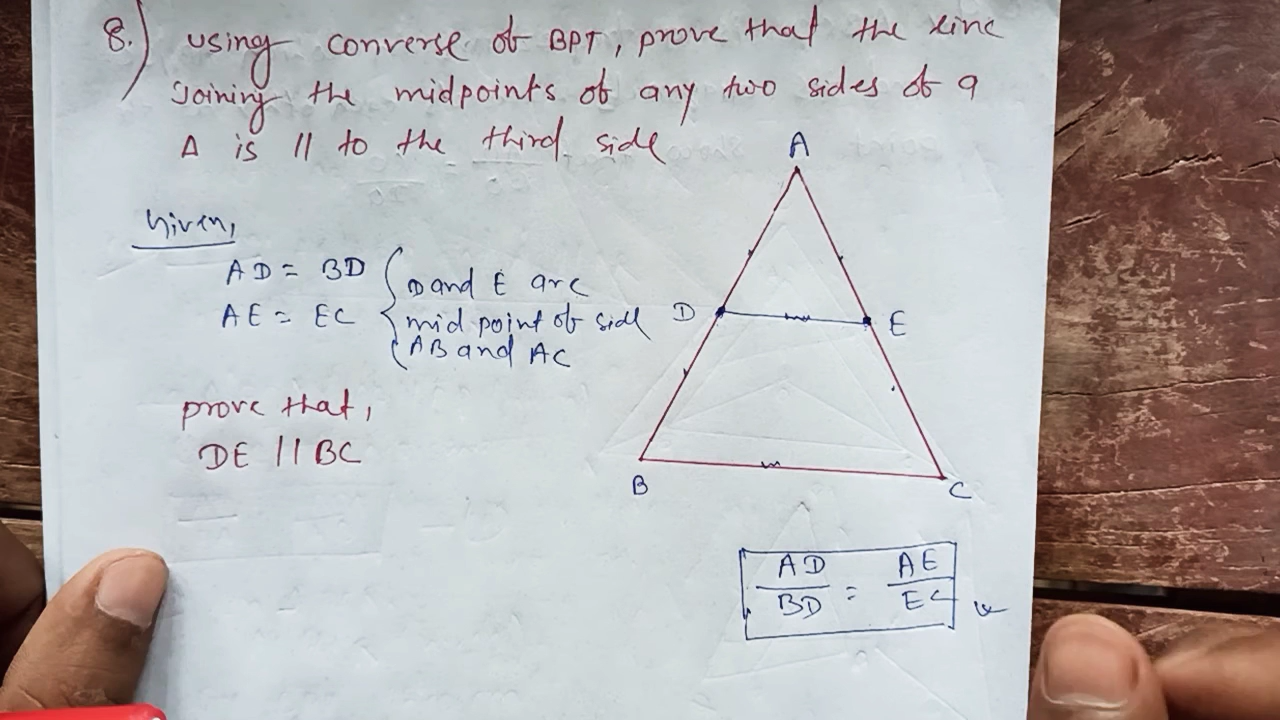 8.) using converse of BPT, prove that the line
Joining the midpoints of any two sides of a
Δ is || to the third side
Given,
AD = BD
AE = EC
D and E are
mid point of side
AB and AC
prove that,
DE || BC
A
D
E
B
C
AD/BD = AE/EC